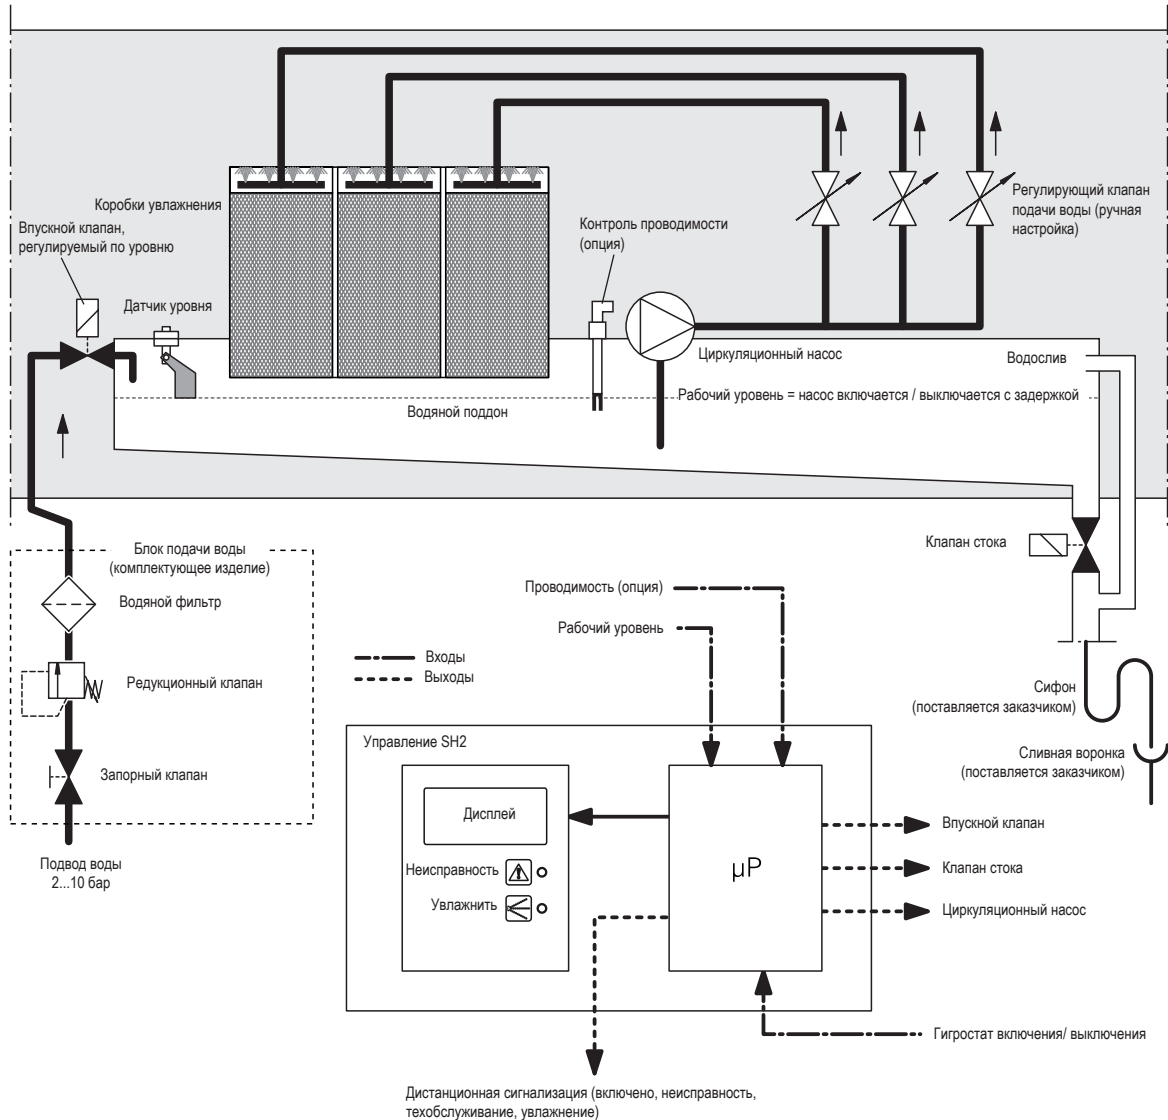 Коробки увлажнения
Впускной клапан,
регулируемый по уровню
Датчик уровня
Контроль проводимости
(опция)
Регулирующий клапан
подачи воды (ручная
настройка)
Циркуляционный насос
Водослив
Рабочий уровень = насос включается / выключается с задержкой
Водяной поддон
Блок подачи воды
(комплектующее изделие)
Водяной фильтр
Редукционный клапан
Запорный клапан
Подвод воды
2...10 бар
Клапан стока
Проводимость (опция)
Рабочий уровень
Входы
Выходы
Сифон
(поставляется заказчиком)
Сливная воронка
(поставляется заказчиком)
Управление SH2
Дисплей
Неисправность
Увлажнить
µP
Впускной клапан
Клапан стока
Циркуляционный насос
Гигростат включения/ выключения
Дистанционная сигнализация (включено, неисправность,
техобслуживание, увлажнение)